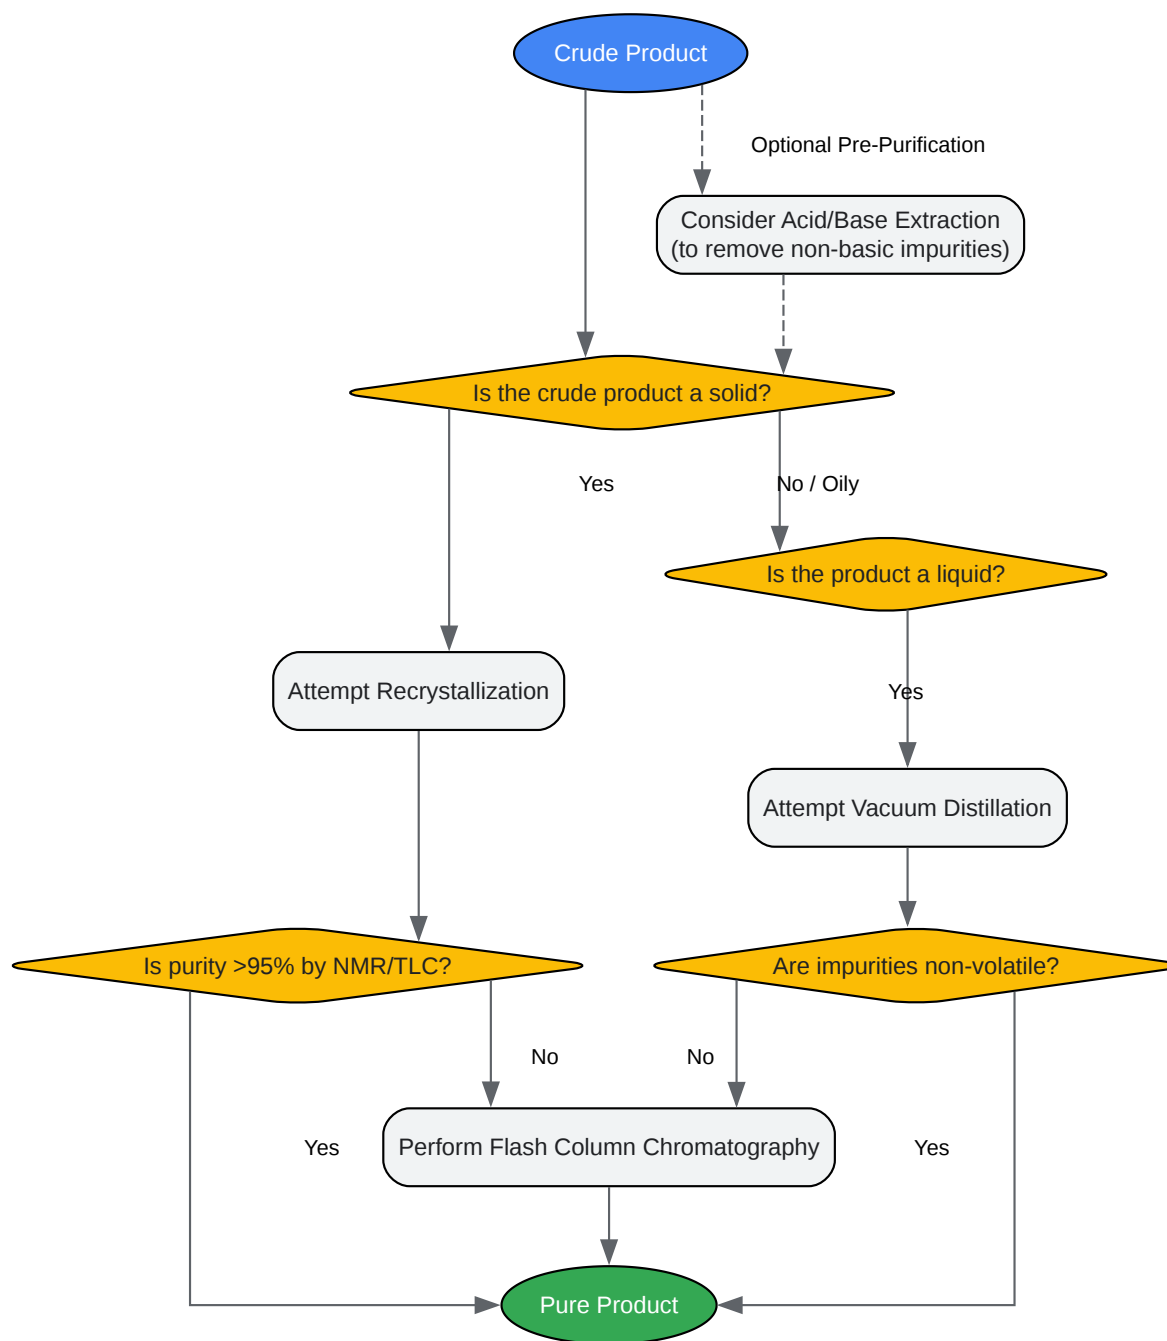 Crude Product
Optional Pre-Purification
Consider Acid/Base Extraction
(to remove non-basic impurities)
Is the crude product a solid?
Yes
No / Oily
Is the product a liquid?
Attempt Recrystallization
Yes
Attempt Vacuum Distillation
Is purity >95% by NMR/TLC?
Are impurities non-volatile?
No
No
Yes
Perform Flash Column Chromatography
Yes
Pure Product